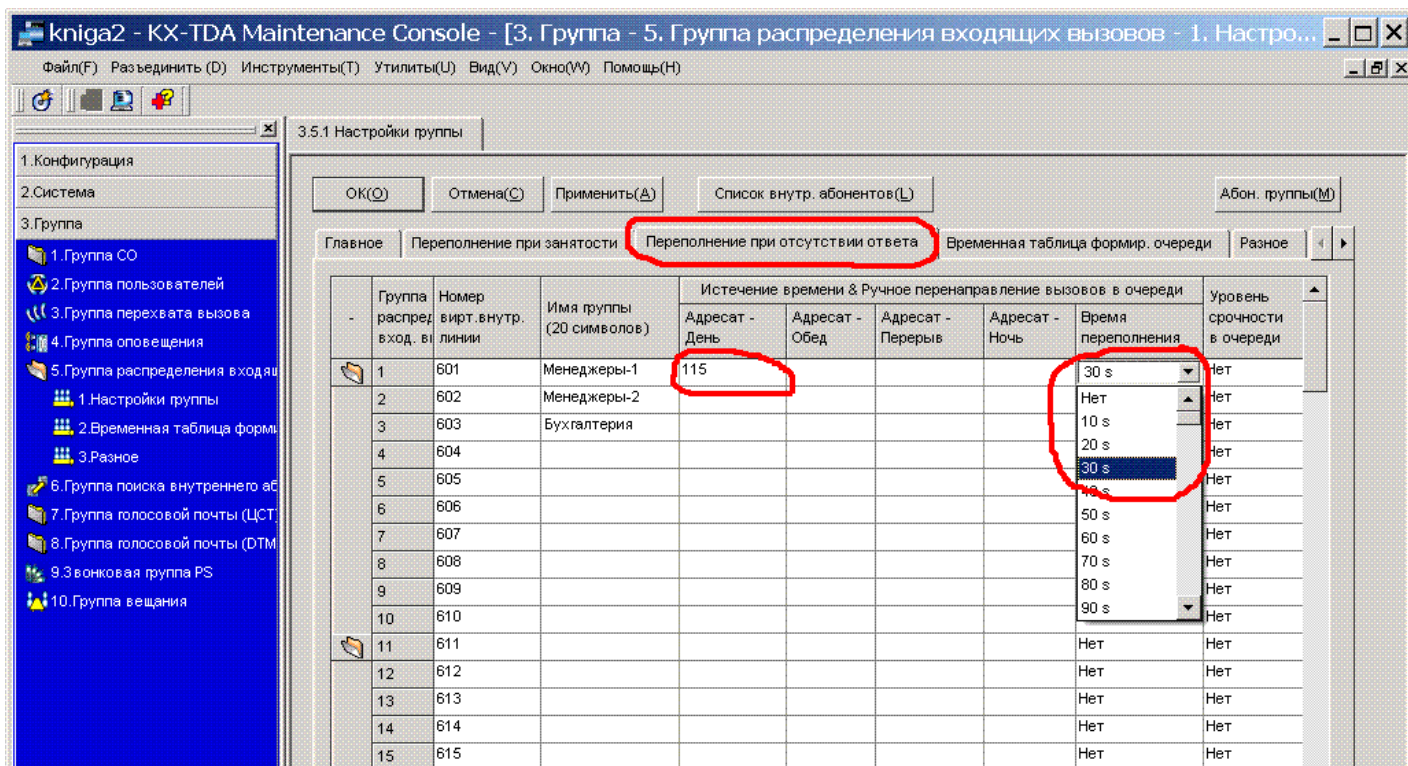 kniga2 - KX-TDA Maintenance Console - [3. Группа - 5. Группа распределения входящих вызовов - 1. Настро...
Файл(F) Разъединить (D) Инструменты(T) Утилиты(U) Вид(V) Окно(W) Помощь(H)
3.5.1 Настройки группы
1.Конфигурация
2.Система
3.Группа
1.Группа CO
2.Группа пользователей
3.Группа перехвата вызова
4.Группа оповещения
5.Группа распределения входящ
1.Настройки группы
2.Временная таблица форми
3.Разное
6.Группа поиска внутреннего аб
7.Группа голосовой почты (ЦСТ)
8.Группа голосовой почты (DTM
9.Звонковая группа PS
10.Группа вещания
OK(O) Отмена(C) Применить(A) Список внутр. абонентов(L) Абон. группы(M)
Главное Переполнение при занятости Переполнение при отсутствии ответа Временная таблица формир. очереди Разное
Истечение времени & Ручное перенаправление вызовов в очереди
- Группа распред вход. вы Номер вирт.внутр. линии Имя группы (20 символов) Адресат - День Адресат - Обед Адресат - Перерыв Адресат - Ночь Время переполнения Уровень срочности в очереди
1 601 Менеджеры-1 115 30 s Нет
2 602 Менеджеры-2 Нет Нет
3 603 Бухгалтерия 10 s Нет
4 604 20 s Нет
5 605 30 s Нет
6 606 40 s Нет
7 607 50 s Нет
8 608 60 s Нет
9 609 70 s Нет
10 610 80 s Нет
90 s
11 611 Нет Нет
12 612 Нет Нет
13 613 Нет Нет
14 614 Нет Нет
15 615 Нет Нет